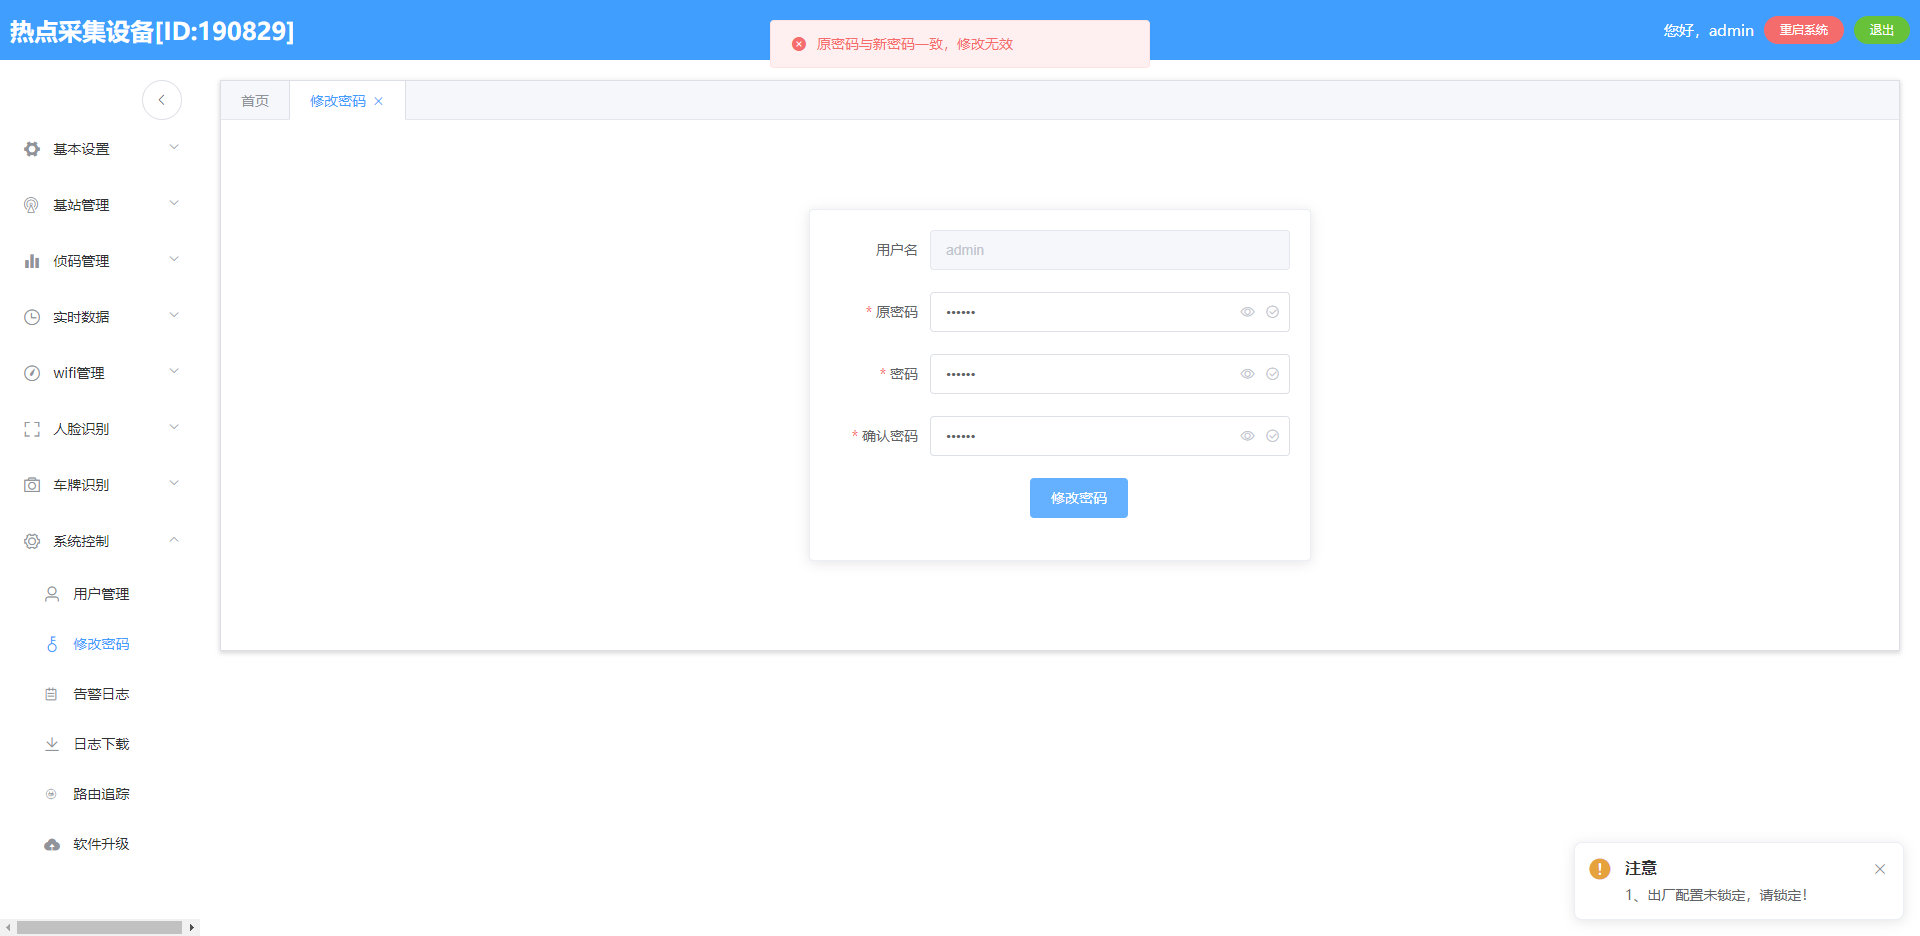 热点采集设备[ID:190829]
原密码与新密码一致，修改无效
您好，admin
重启系统
退出
首页
修改密码
基本设置
基站管理
侦码管理
实时数据
wifi管理
人脸识别
车牌识别
系统控制
用户管理
修改密码
告警日志
日志下载
路由追踪
软件升级
用户名
admin
* 原密码
••••••
* 密码
••••••
* 确认密码
••••••
修改密码
注意
1、出厂配置未锁定，请锁定！